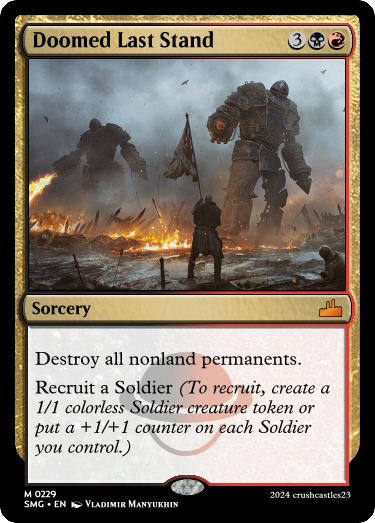 Doomed Last Stand 3
Sorcery
Destroy all nonland permanents.
Recruit a Soldier (To recruit, create a
1/1 colorless Soldier creature token or
put a +1/+1 counter on each Soldier
you control.)
M 0229
SMG • EN Vladimir Manyukhin
2024 crushcastles23